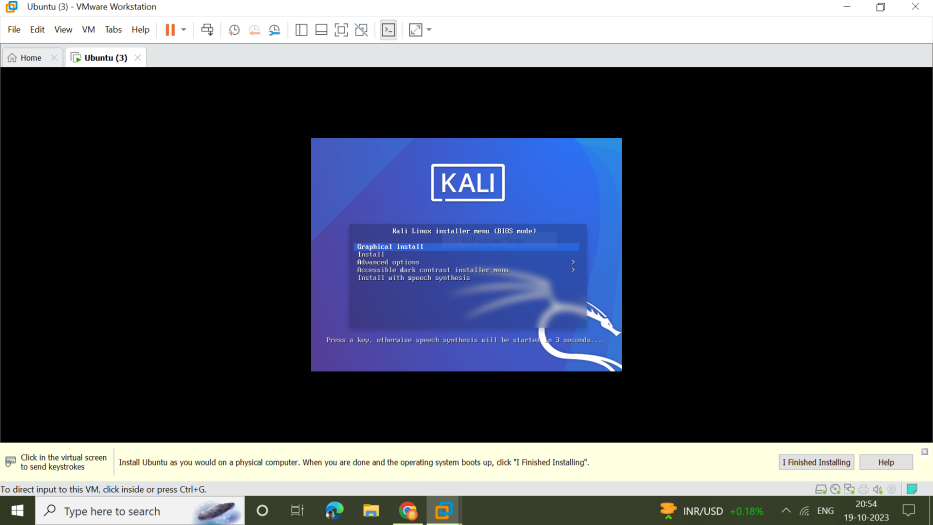 Ubuntu (3) - VMware Workstation
File Edit View VM Tabs Help
Home
Ubuntu (3)
KALI
Kali Linux installer menu (BIOS mode)
Graphical install
Install
Advanced options >
Accessible dark contrast installer menu >
Install with speech synthesis
Press a key, otherwise speech synthesis will be started in 3 seconds...
Click in the virtual screen
to send keystrokes
Install Ubuntu as you would on a physical computer. When you are done and the operating system boots up, click "I Finished Installing".
I Finished Installing
Help
To direct input to this VM, click inside or press Ctrl+G.
Type here to search
INR/USD +0.18%
ENG
20:54
19-10-2023